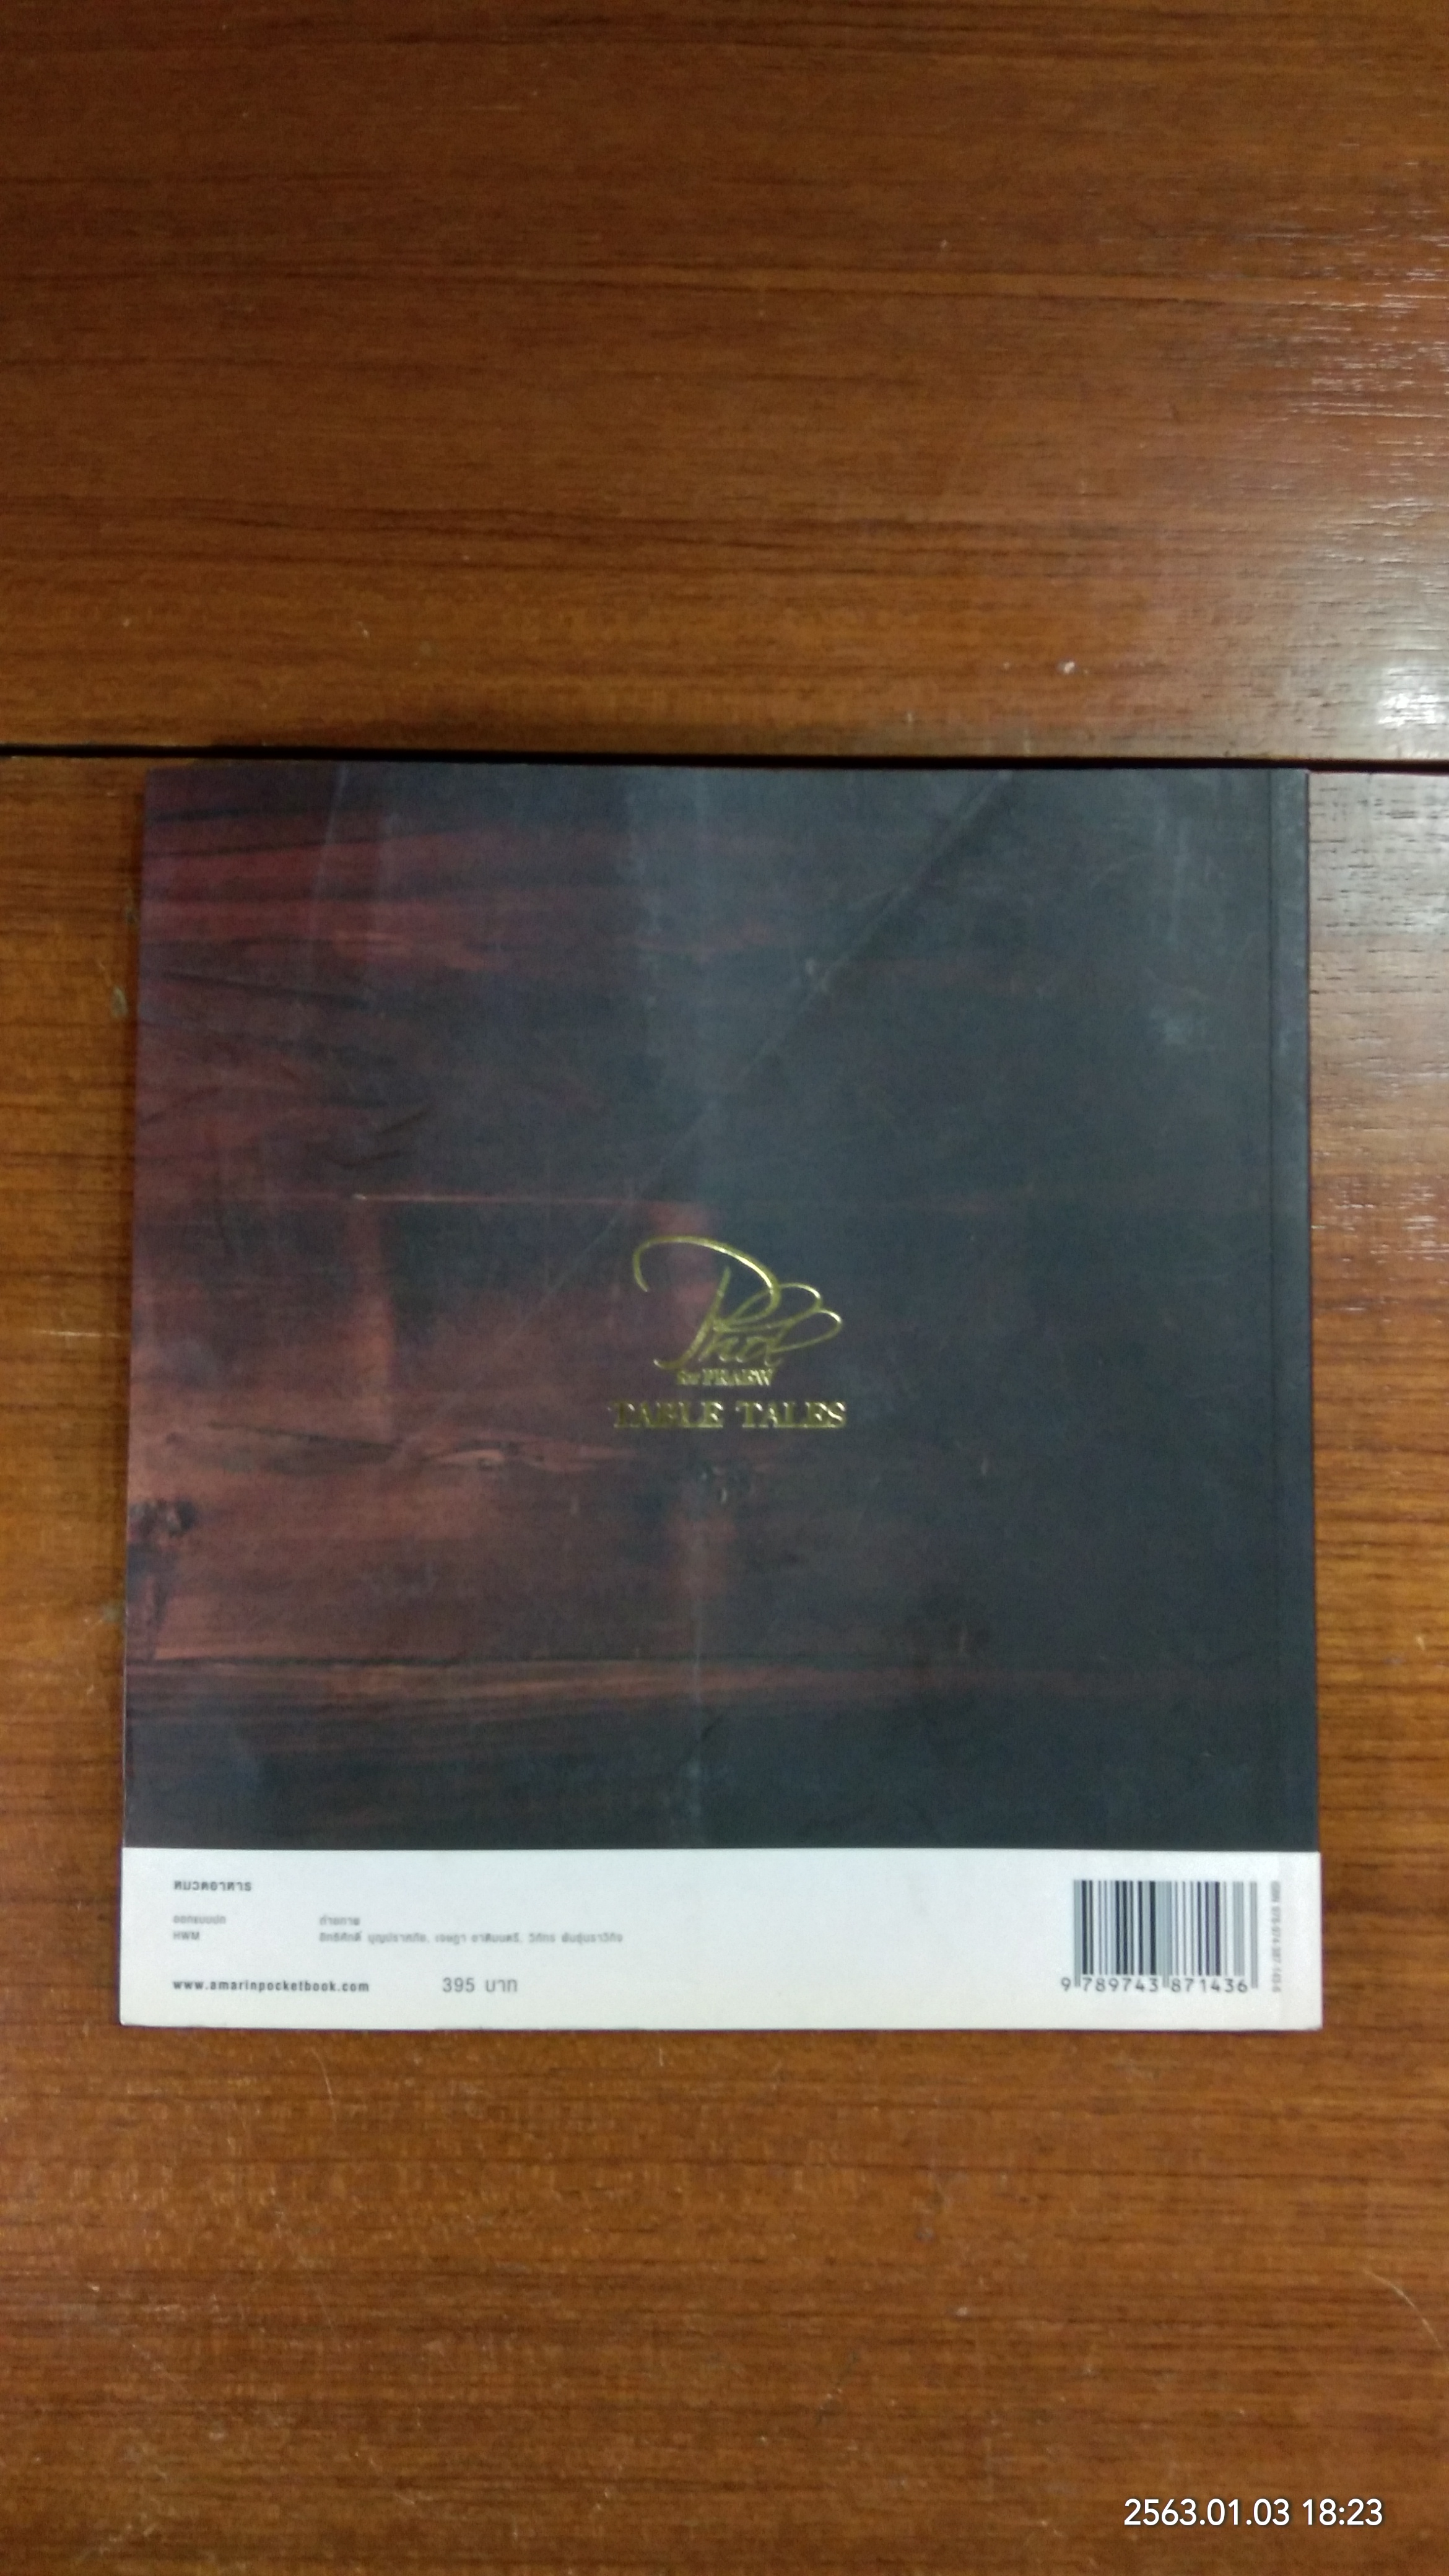 for PRAEW
TABLE TALES
หมวดอาหาร
ออกแบบปก
HWM
ถ่ายภาพ
www.amarinpocketbook.com
395 บาท
9 789743 871436
2563.01.03 18:23